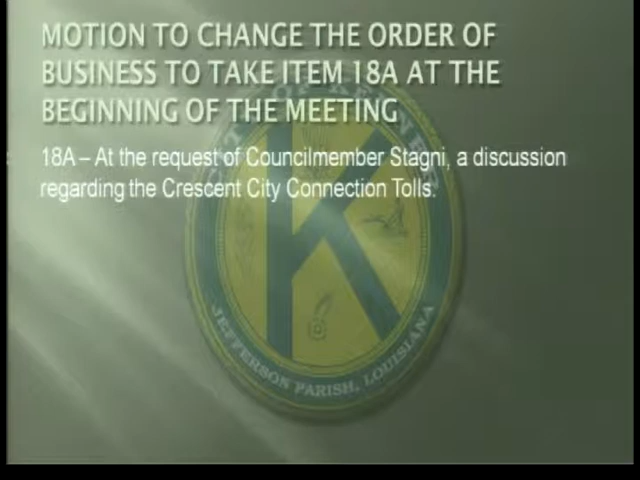 MOTION TO CHANGE THE ORDER OF
BUSINESS TO TAKE ITEM 18A AT THE
BEGINNING OF THE MEETING
18A – At the request of Councilmember Stagni, a discussion
regarding the Crescent City Connection Tolls.
K
JEFFERSON PARISH, LOUISIANA